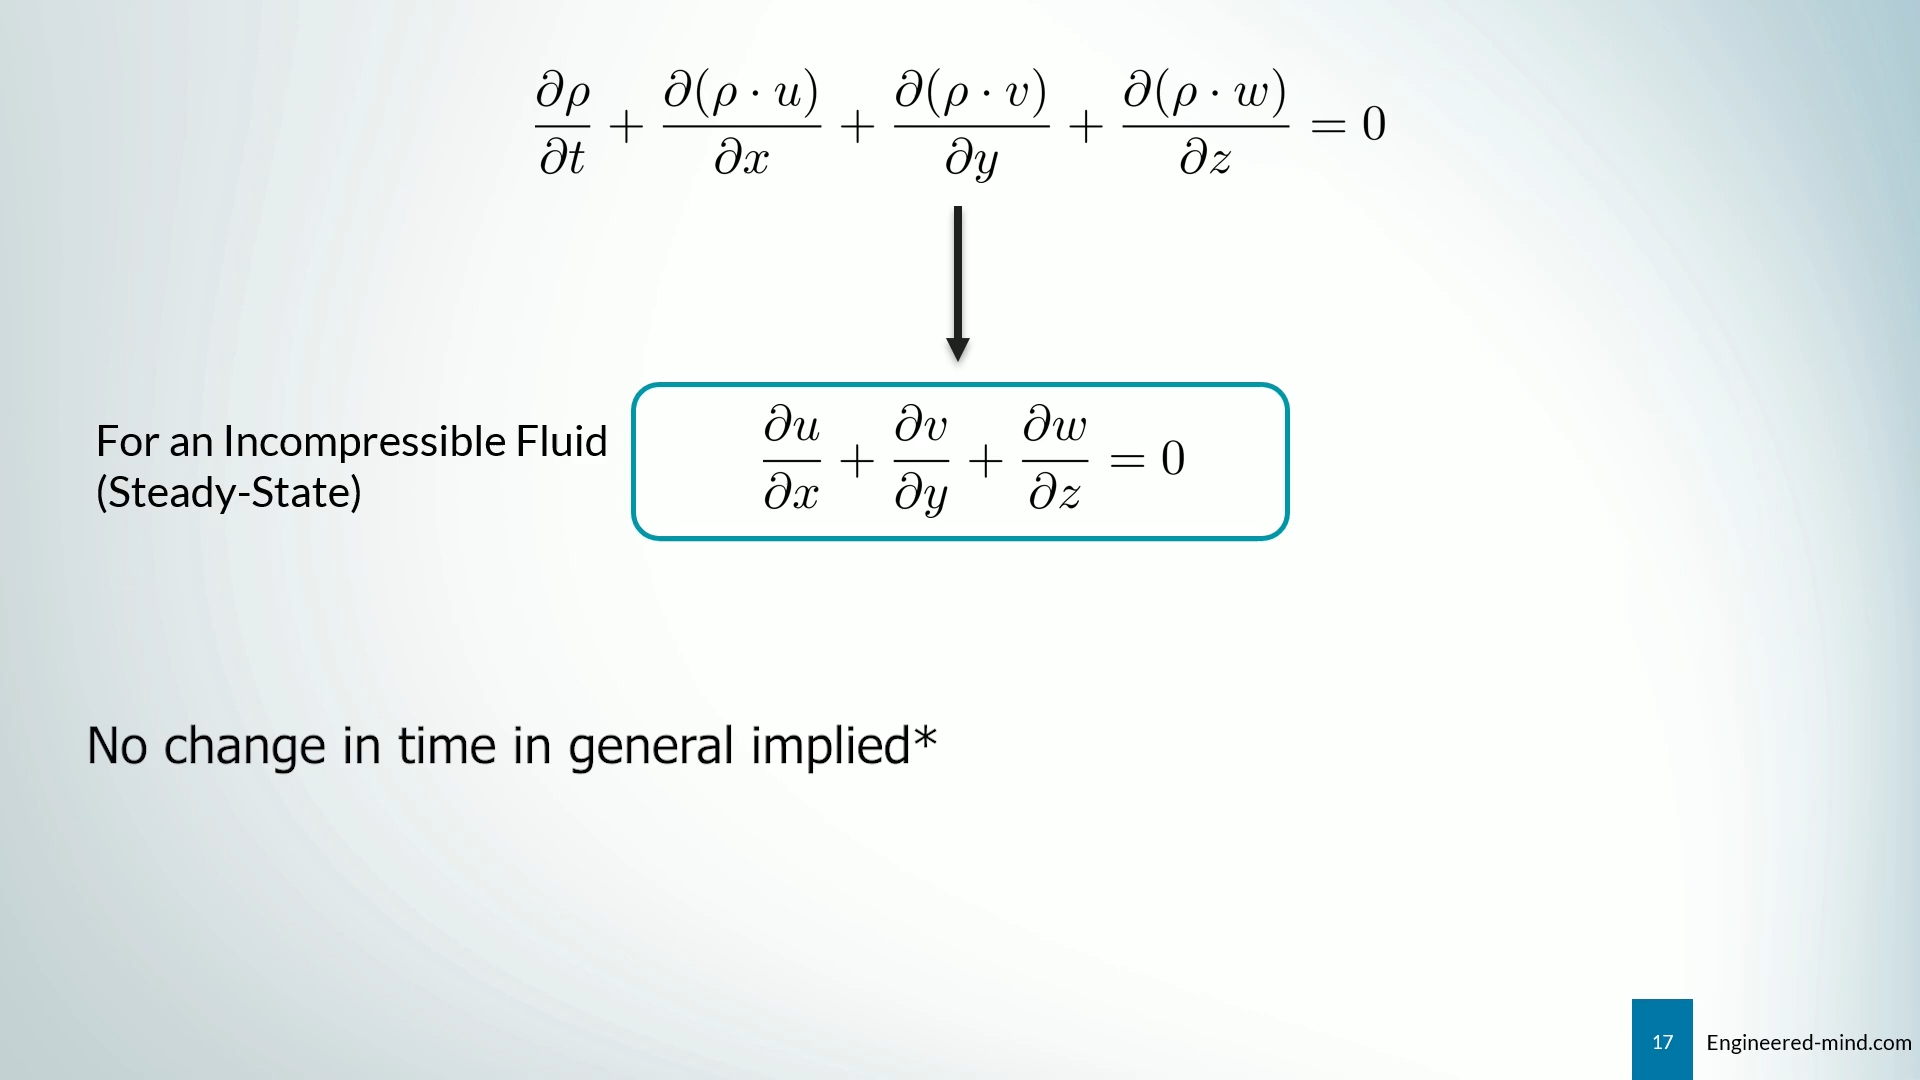 ∂ρ/∂t + ∂(ρ · u)/∂x + ∂(ρ · v)/∂y + ∂(ρ · w)/∂z = 0
For an Incompressible Fluid
(Steady-State)
∂u/∂x + ∂v/∂y + ∂w/∂z = 0
No change in time in general implied*
17 Engineered-mind.com